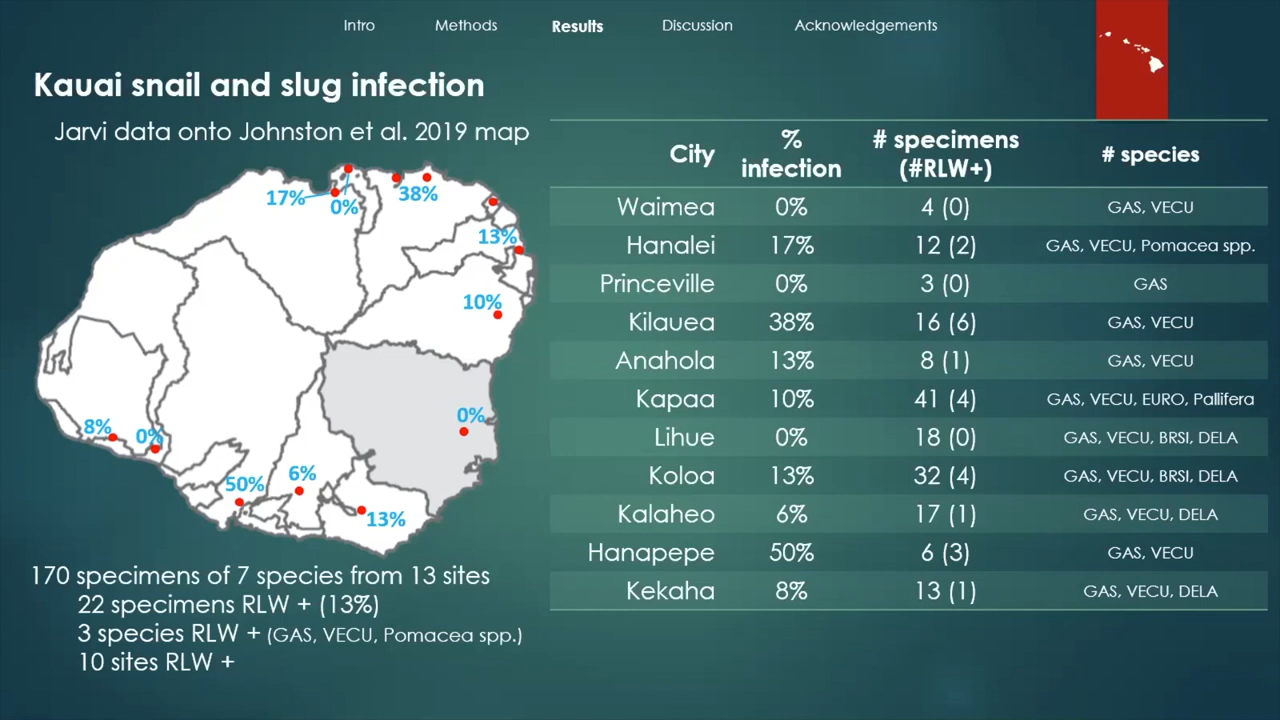 Intro Methods Results Discussion Acknowledgements
Kauai snail and slug infection
Jarvi data onto Johnston et al. 2019 map
17%
0%
38%
13%
10%
0%
8%
0%
50%
6%
13%
170 specimens of 7 species from 13 sites
22 specimens RLW + (13%)
3 species RLW + (GAS, VECU, Pomacea spp.)
10 sites RLW +
City % infection # specimens (#RLW+) # species
Waimea 0% 4 (0) GAS, VECU
Hanalei 17% 12 (2) GAS, VECU, Pomacea spp.
Princeville 0% 3 (0) GAS
Kilauea 38% 16 (6) GAS, VECU
Anahola 13% 8 (1) GAS, VECU
Kapaa 10% 41 (4) GAS, VECU, EURO, Pallifera
Lihue 0% 18 (0) GAS, VECU, BRSI, DELA
Koloa 13% 32 (4) GAS, VECU, BRSI, DELA
Kalaheo 6% 17 (1) GAS, VECU, DELA
Hanapepe 50% 6 (3) GAS, VECU
Kekaha 8% 13 (1) GAS, VECU, DELA